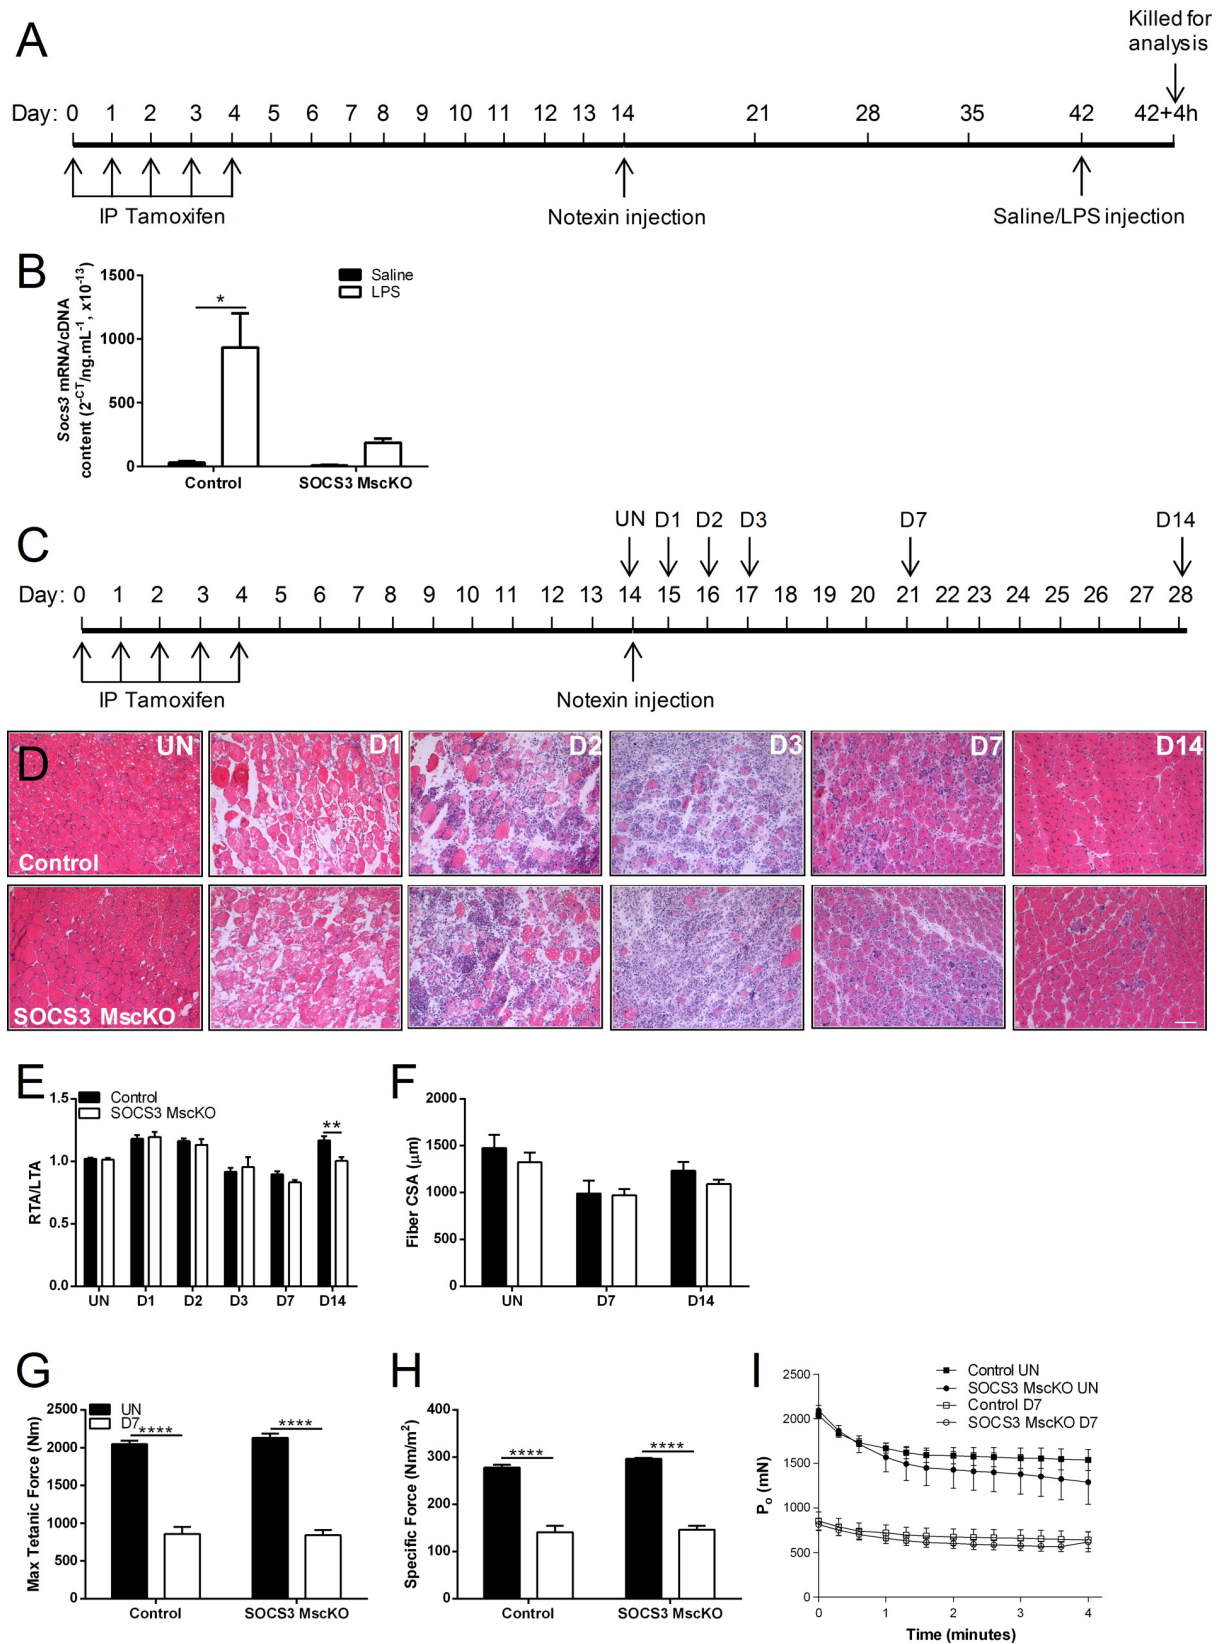 A
Killed for
analysis
Day: 0 1 2 3 4 5 6 7 8 9 10 11 12 13 14 21 28 35 42 42+4h
IP Tamoxifen
Notexin injection
Saline/LPS injection
B
Socs3 mRNA/cDNA
content (2^-CT/ng.mL^-1, x10^-13)
1500
1000
500
0
Saline
LPS
*
Control
SOCS3 MscKO
C
UN D1 D2 D3 D7 D14
Day: 0 1 2 3 4 5 6 7 8 9 10 11 12 13 14 15 16 17 18 19 20 21 22 23 24 25 26 27 28
IP Tamoxifen
Notexin injection
D
UN D1 D2 D3 D7 D14
Control
SOCS3 MscKO
E
RTA/LTA
1.5
1.0
0.5
0.0
Control
SOCS3 MscKO
**
UN D1 D2 D3 D7 D14
F
Fiber CSA (µm)
2000
1500
1000
500
0
UN D7 D14
G
Max Tetanic Force (Nm)
2500
2000
1500
1000
500
0
UN
D7
****
****
Control
SOCS3 MscKO
H
Specific Force (Nm/m²)
400
300
200
100
0
****
****
Control
SOCS3 MscKO
I
P₀ (mN)
2500
2000
1500
1000
500
0
Control UN
SOCS3 MscKO UN
Control D7
SOCS3 MscKO D7
0 1 2 3 4
Time (minutes)